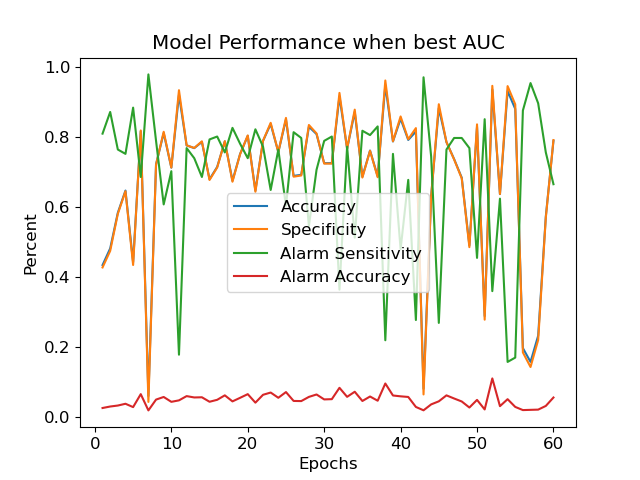 Model Performance when best AUC
1.0
0.8
0.6
0.4
0.2
0.0
Percent
Accuracy
Specificity
Alarm Sensitivity
Alarm Accuracy
0 10 20 30 40 50 60
Epochs